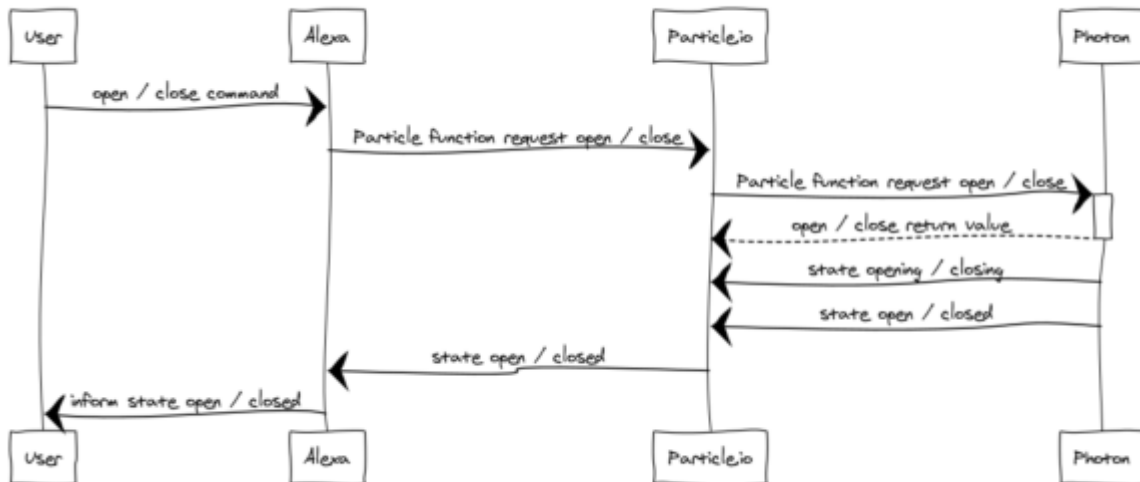 User
Alexa
Particle.io
Photon
open / close command
Particle function request open / close
Particle function request open / close
open / close return value
state opening / closing
state open / closed
state open / closed
inform state open / closed
User
Alexa
Particle.io
Photon